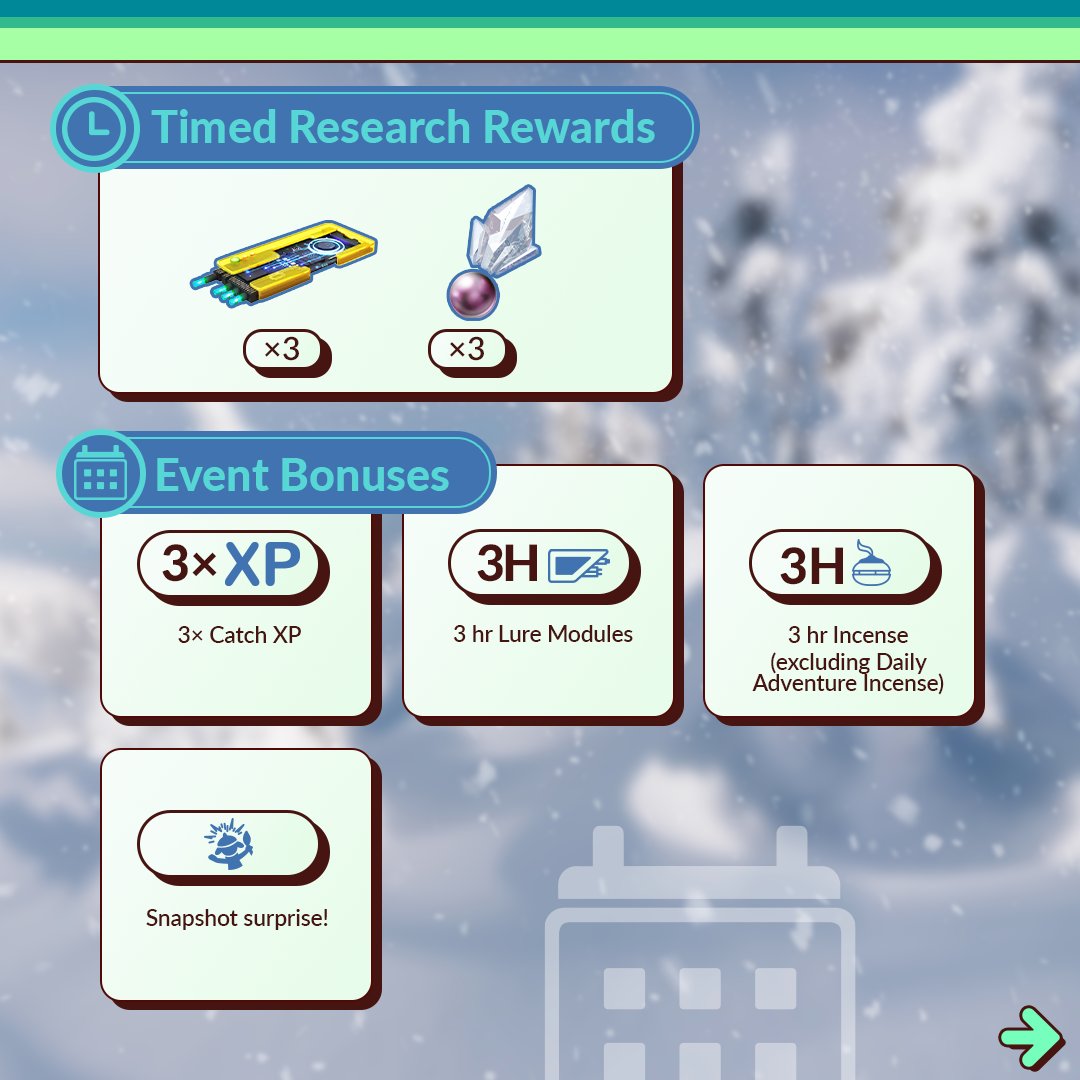 Timed Research Rewards
×3
×3
Event Bonuses
3× XP
3H
3H
3× Catch XP
3 hr Lure Modules
3 hr Incense
(excluding Daily
Adventure Incense)
Snapshot surprise!